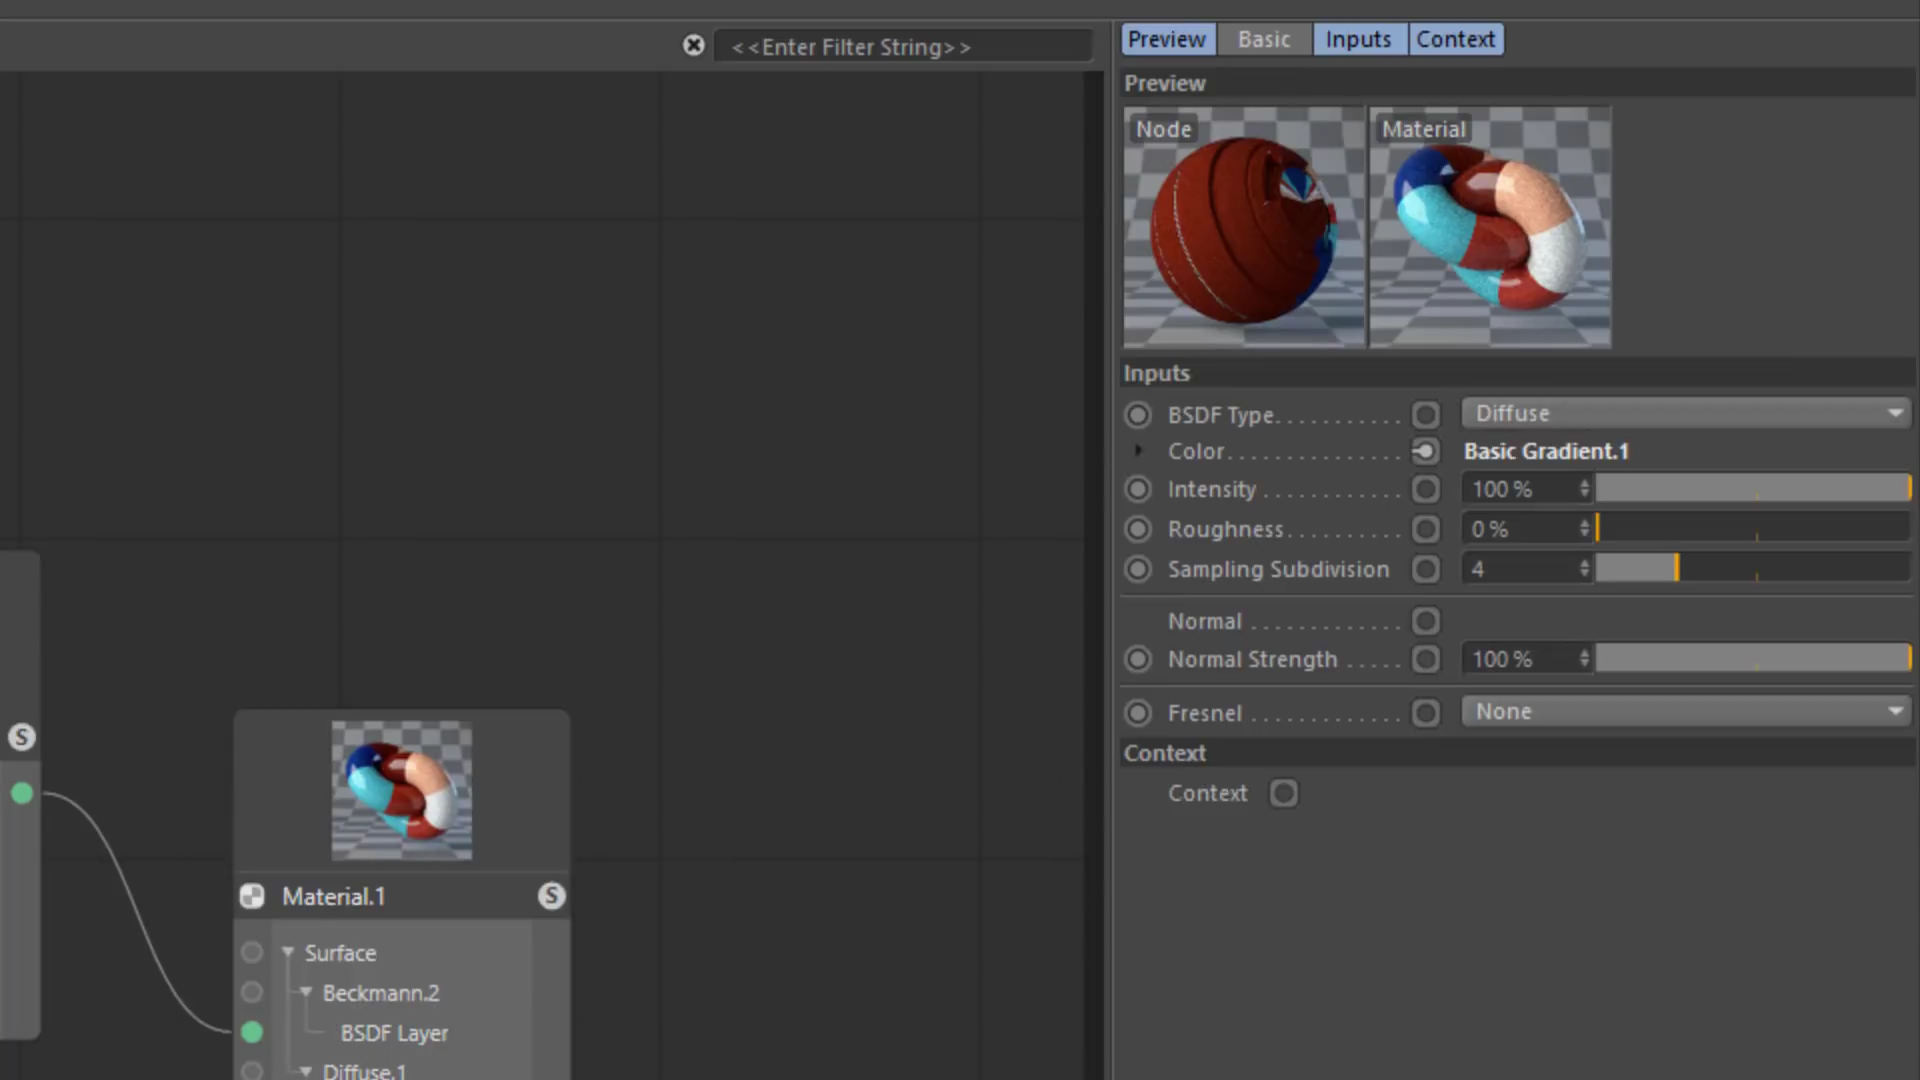 <<Enter Filter String>>
Preview Basic Inputs Context
Preview
Node
Material
Inputs
BSDF Type. . . . . . . . . . . Diffuse
Color. . . . . . . . . . . . . . . Basic Gradient.1
Intensity . . . . . . . . . . . . 100 %
Roughness. . . . . . . . . . 0 %
Sampling Subdivision 4
Normal . . . . . . . . . . . . .
Normal Strength . . . . . 100 %
Fresnel . . . . . . . . . . . . . None
Context
Context
S
Material.1 S
Surface
Beckmann.2
BSDF Layer
Diffuse.1